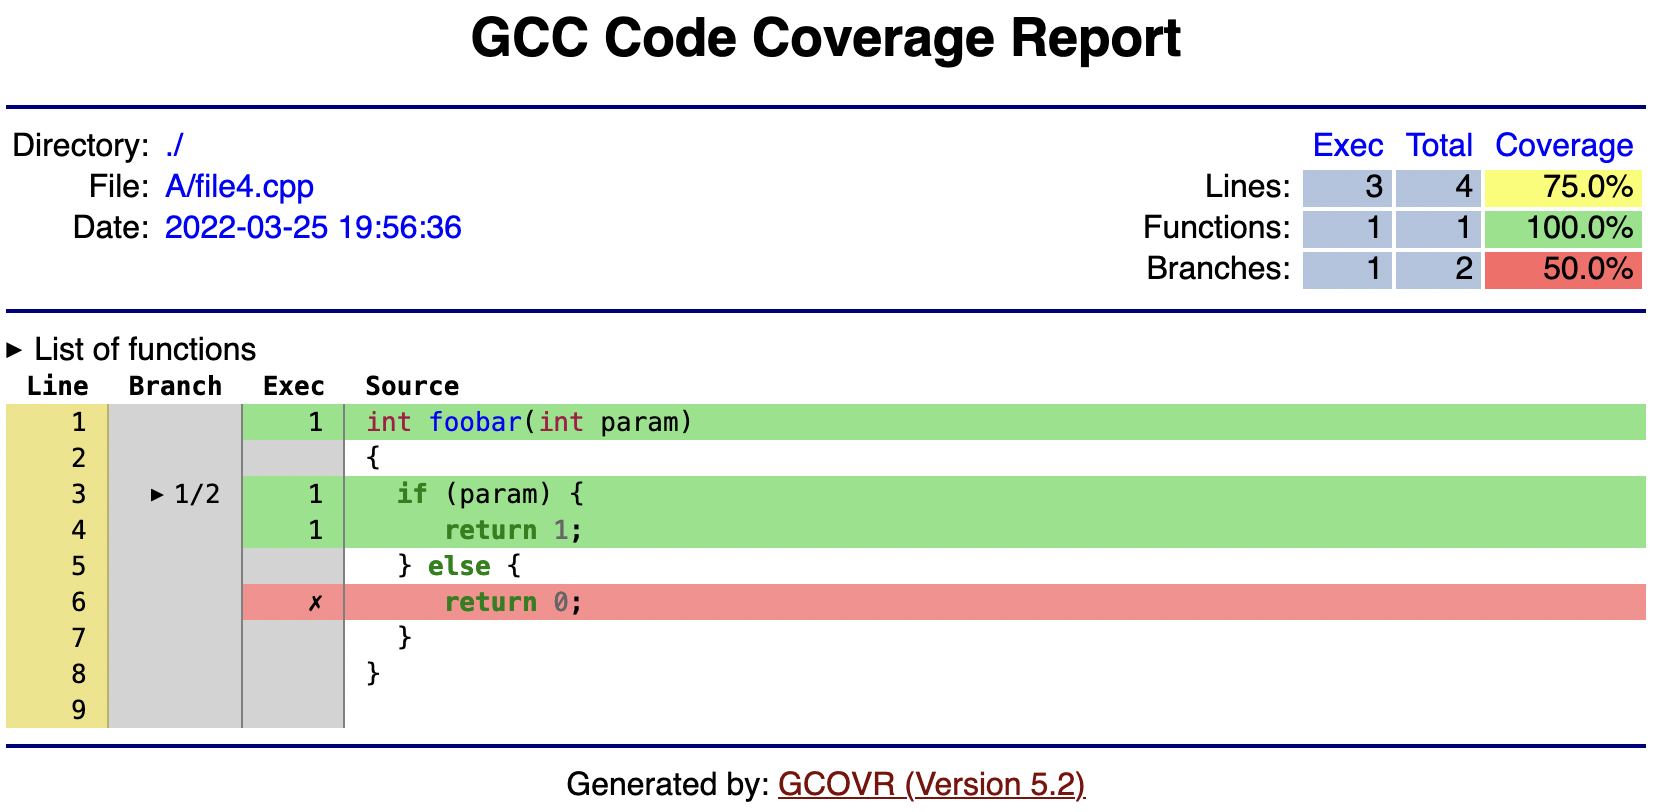 GCC Code Coverage Report
Directory: ./
File: A/file4.cpp
Date: 2022-03-25 19:56:36
Exec Total Coverage
Lines: 3 4 75.0%
Functions: 1 1 100.0%
Branches: 1 2 50.0%
▸ List of functions
Line Branch Exec Source
1 1 int foobar(int param)
2 {
3 ▸ 1/2 1 if (param) {
4 1 return 1;
5 } else {
6 ✗ return 0;
7 }
8 }
9
Generated by: GCOVR (Version 5.2)